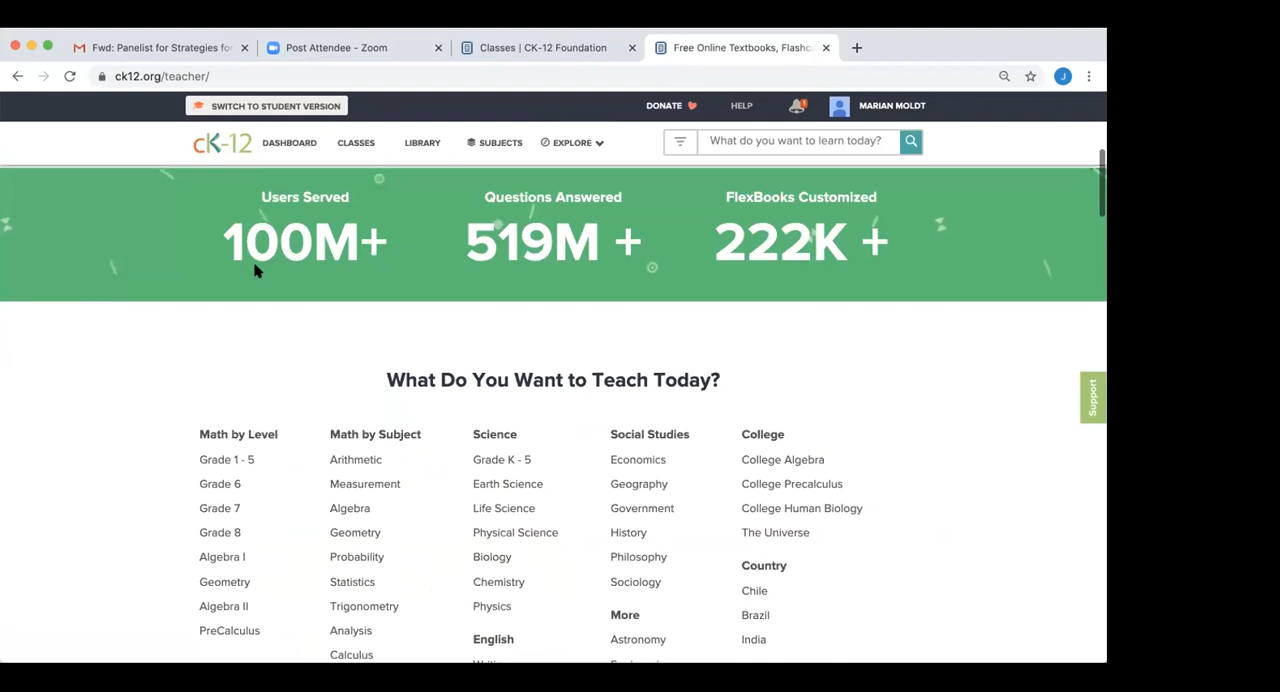 Fwd: Panelist for Strategies for
Post Attendee - Zoom
Classes | CK-12 Foundation
Free Online Textbooks, Flashca
ck12.org/teacher/
J
SWITCH TO STUDENT VERSION
DONATE
HELP
1
MARIAN MOLDT
cK-12
DASHBOARD
CLASSES
LIBRARY
SUBJECTS
EXPLORE
What do you want to learn today?
Users Served
Questions Answered
FlexBooks Customized
100M+
519M +
222K +
Support
What Do You Want to Teach Today?
Math by Level
Grade 1 - 5
Grade 6
Grade 7
Grade 8
Algebra I
Geometry
Algebra II
PreCalculus
Math by Subject
Arithmetic
Measurement
Algebra
Geometry
Probability
Statistics
Trigonometry
Analysis
Calculus
Science
Grade K - 5
Earth Science
Life Science
Physical Science
Biology
Chemistry
Physics
English
Social Studies
Economics
Geography
Government
History
Philosophy
Sociology
More
Astronomy
College
College Algebra
College Precalculus
College Human Biology
The Universe
Country
Chile
Brazil
India